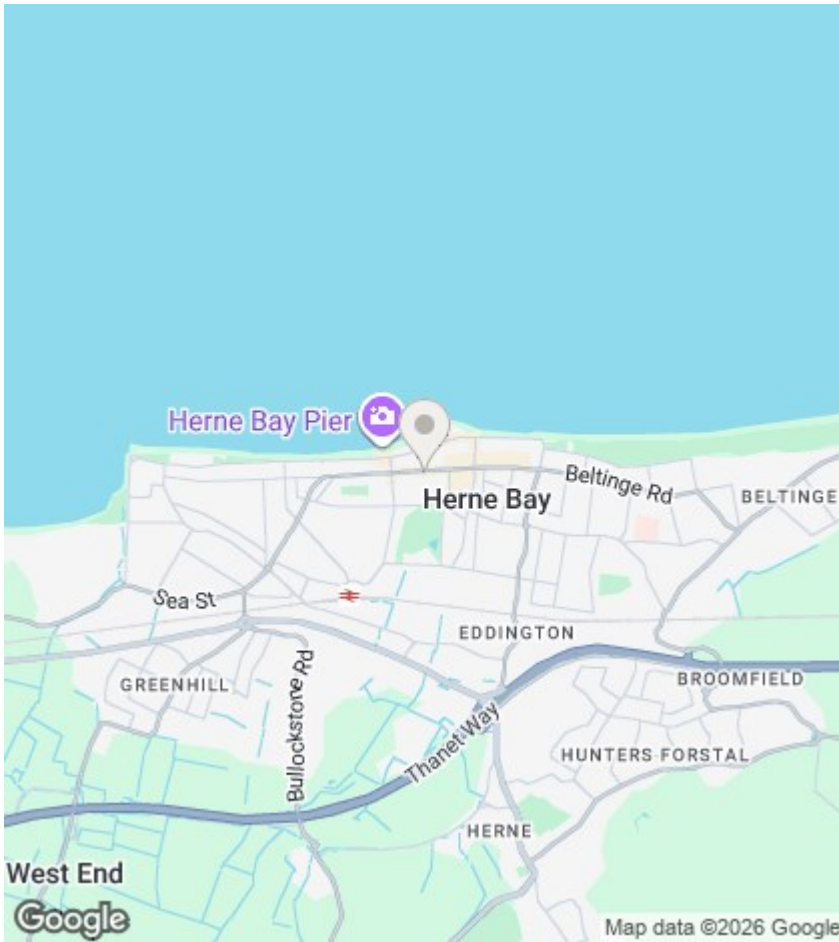 Herne Bay Pier
Herne Bay
Beltinge Rd
BELTINGE
Sea St
EDDINGTON
GREENHILL
Bullockstone Rd
BROOMFIELD
Thanet Way
HUNTERS FORSTAL
HERNE
West End
Google
Map data ©2026 Google